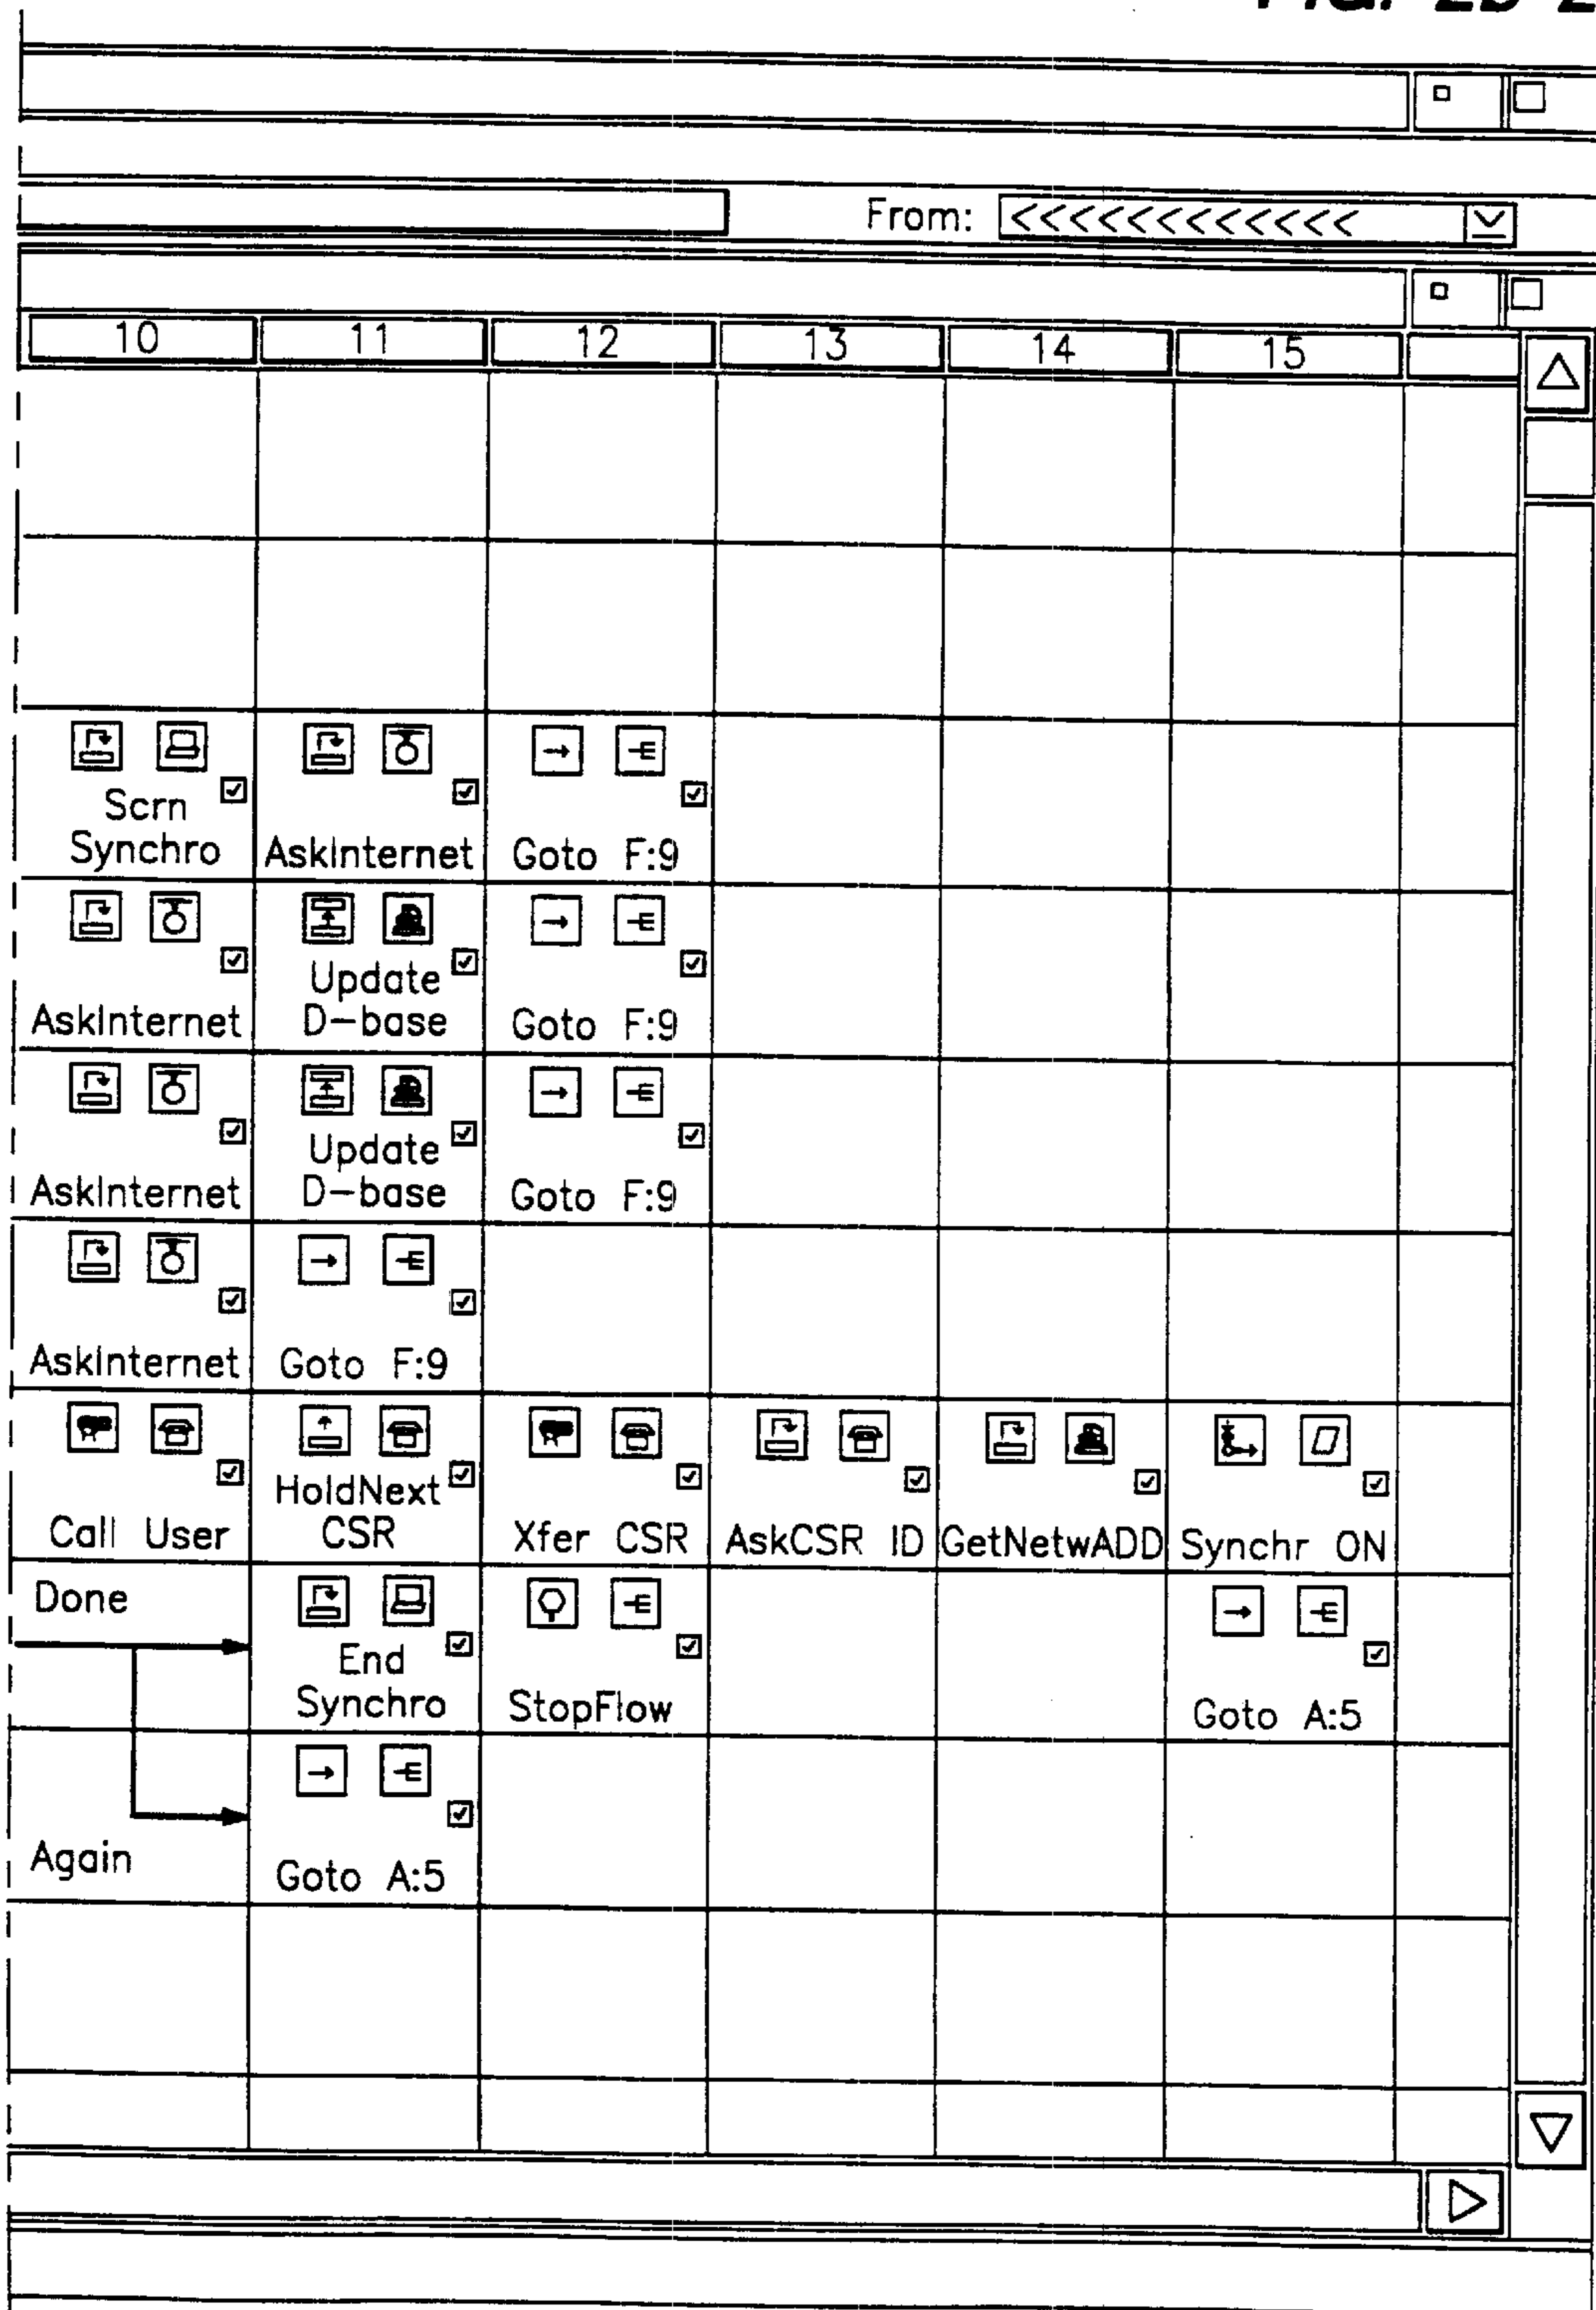 From: <<<<<<<<<<<<
10 11 12 13 14 15
Scrn
Synchro AskInternet Goto F:9
Update
AskInternet D-base Goto F:9
Update
AskInternet D-base Goto F:9
AskInternet Goto F:9
HoldNext
Call User CSR Xfer CSR AskCSR ID GetNetwADD Synchr ON
Done
End
Synchro StopFlow Goto A:5
Again Goto A:5